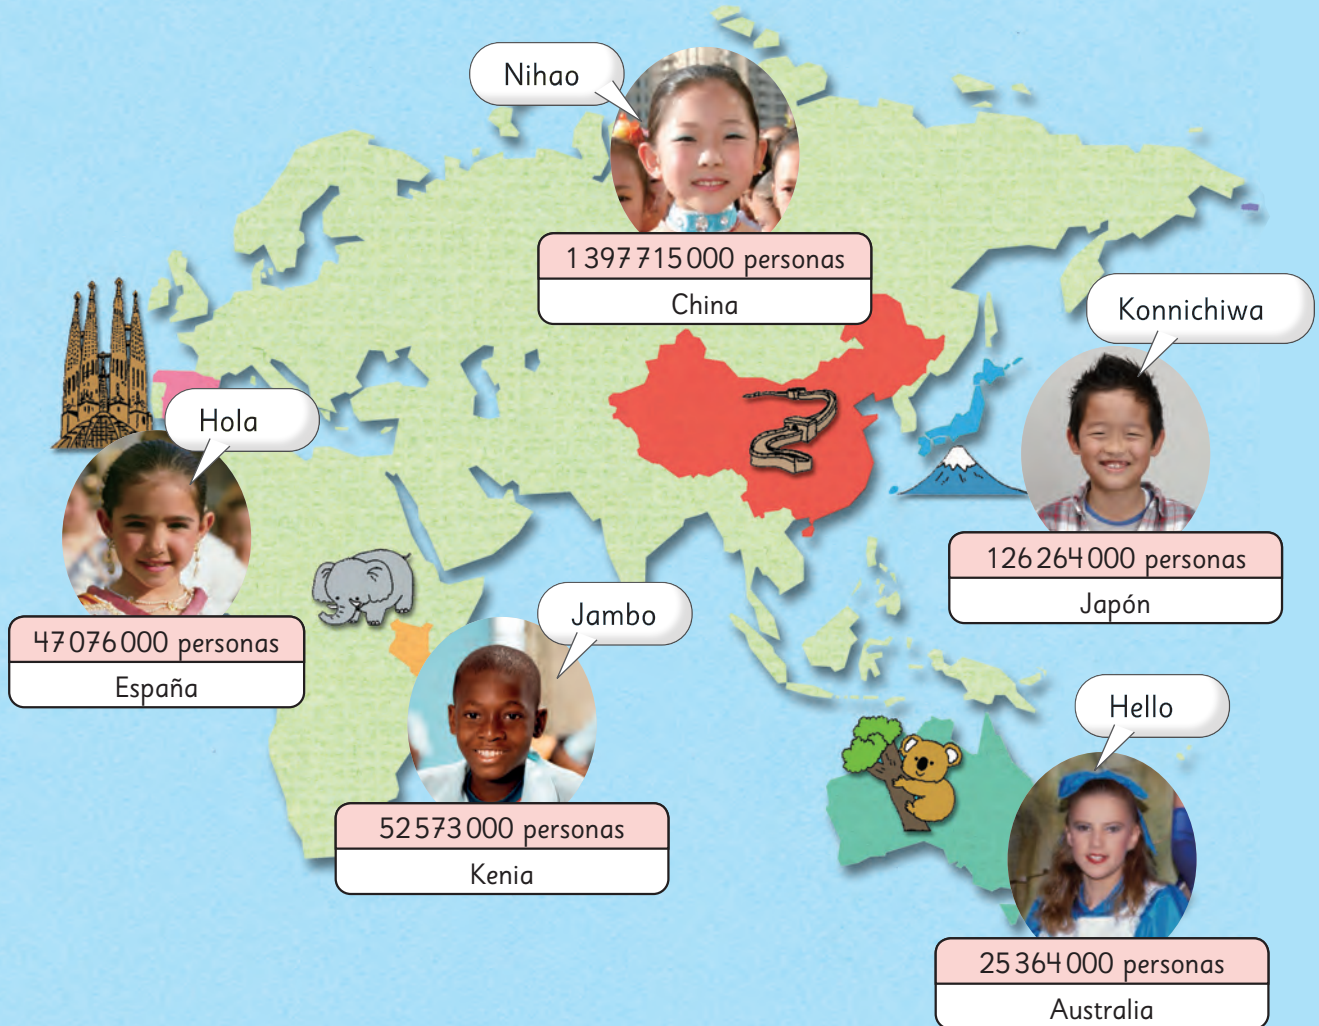 Nihao
1 397 715 000 personas
China
Konnichiwa
126 264 000 personas
Japón
Hola
47 076 000 personas
España
Jambo
52 573 000 personas
Kenia
Hello
25 364 000 personas
Australia